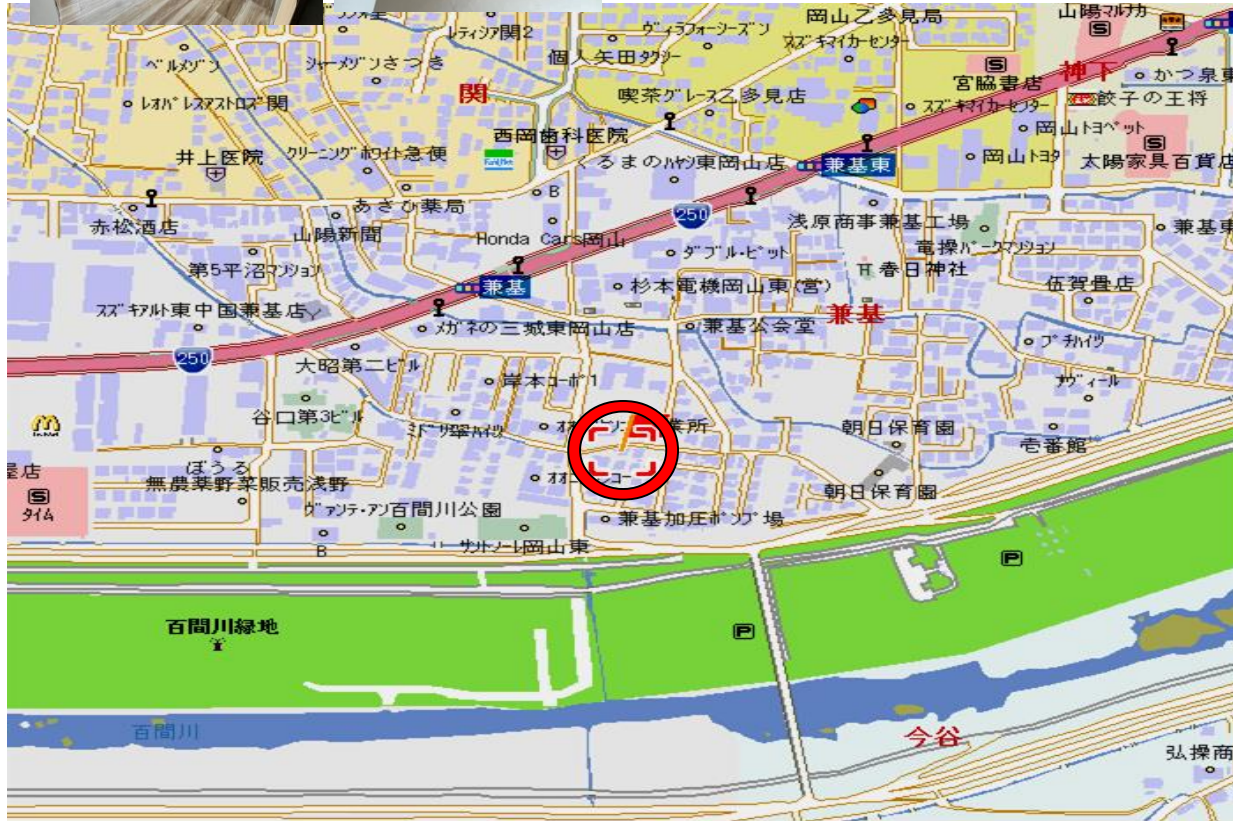 岡山乙多見局
山陽マルナカ
レティシア関2
ヴィラフォーシーズン
スズキマイカーセンター
ベルメゾン
シャーメゾンさつき
個人矢田タクシー
宮脇書店
神下
かつ泉東
レオパレスアストロズ関
関
喫茶グレース乙多見店
スズキマイカーセンター
餃子の王将
西岡歯科医院
岡山トヨペット
井上医院
クリーニングホワイト急便
くるまのハヤシ東岡山店
兼基東
岡山トヨタ
太陽家具百貨店
B
あさひ薬局
250
赤松酒店
山陽新聞
Honda Cars岡山
浅原商事兼基工場
兼基東
ダブル・ピット
竜操パークマンション
第5平沼マンション
兼基
杉本電機岡山東(営)
春日神社
伍賀畳店
スズキアルト東中国兼基店
メガネの三城東岡山店
兼基公会堂
兼基
プチハイツ
250
大昭第二ビル
岸本コーポ1
谷口第3ビル
ミドリ翠ハイツ
業所
朝日保育園
壱番館
屋店
ぼうる
無農薬野菜販売浅野
朝日保育園
S
タイム
ヴァンテ・アン百間川公園
兼基加圧ポンプ場
B
サントノーレ岡山東
P
百間川緑地
P
百間川
今谷
弘操商